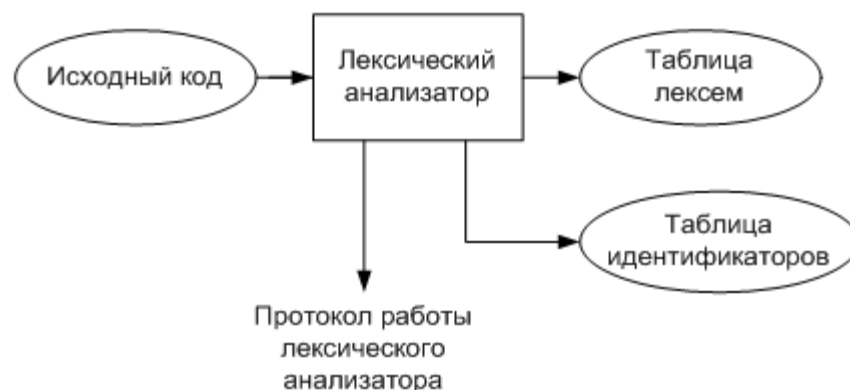 Исходный код
Лексический
анализатор
Таблица
лексем
Таблица
идентификаторов
Протокол работы
лексического
анализатора